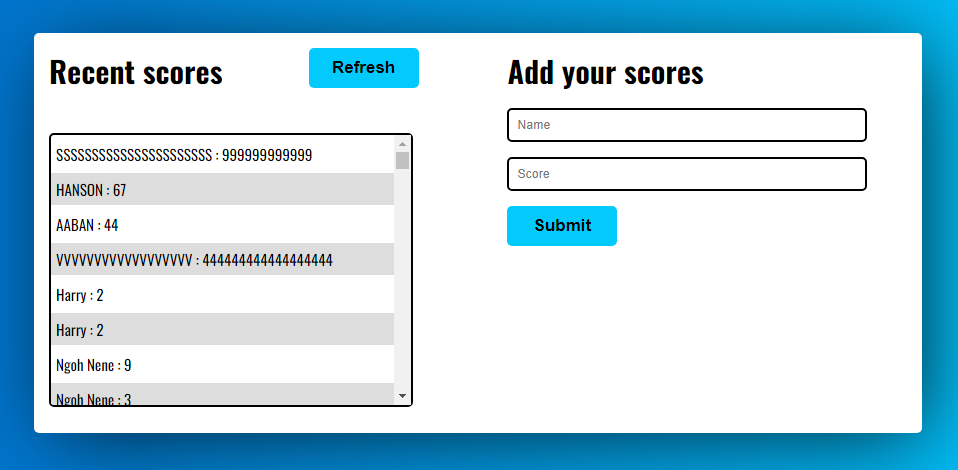 Recent scores
Refresh
SSSSSSSSSSSSSSSSSSSSSS : 999999999999
HANSON : 67
AABAN : 44
VVVVVVVVVVVVVVVVVV : 444444444444444444
Harry : 2
Harry : 2
Ngoh Nene : 9
Ngoh Nene : 3
Add your scores
Name
Score
Submit